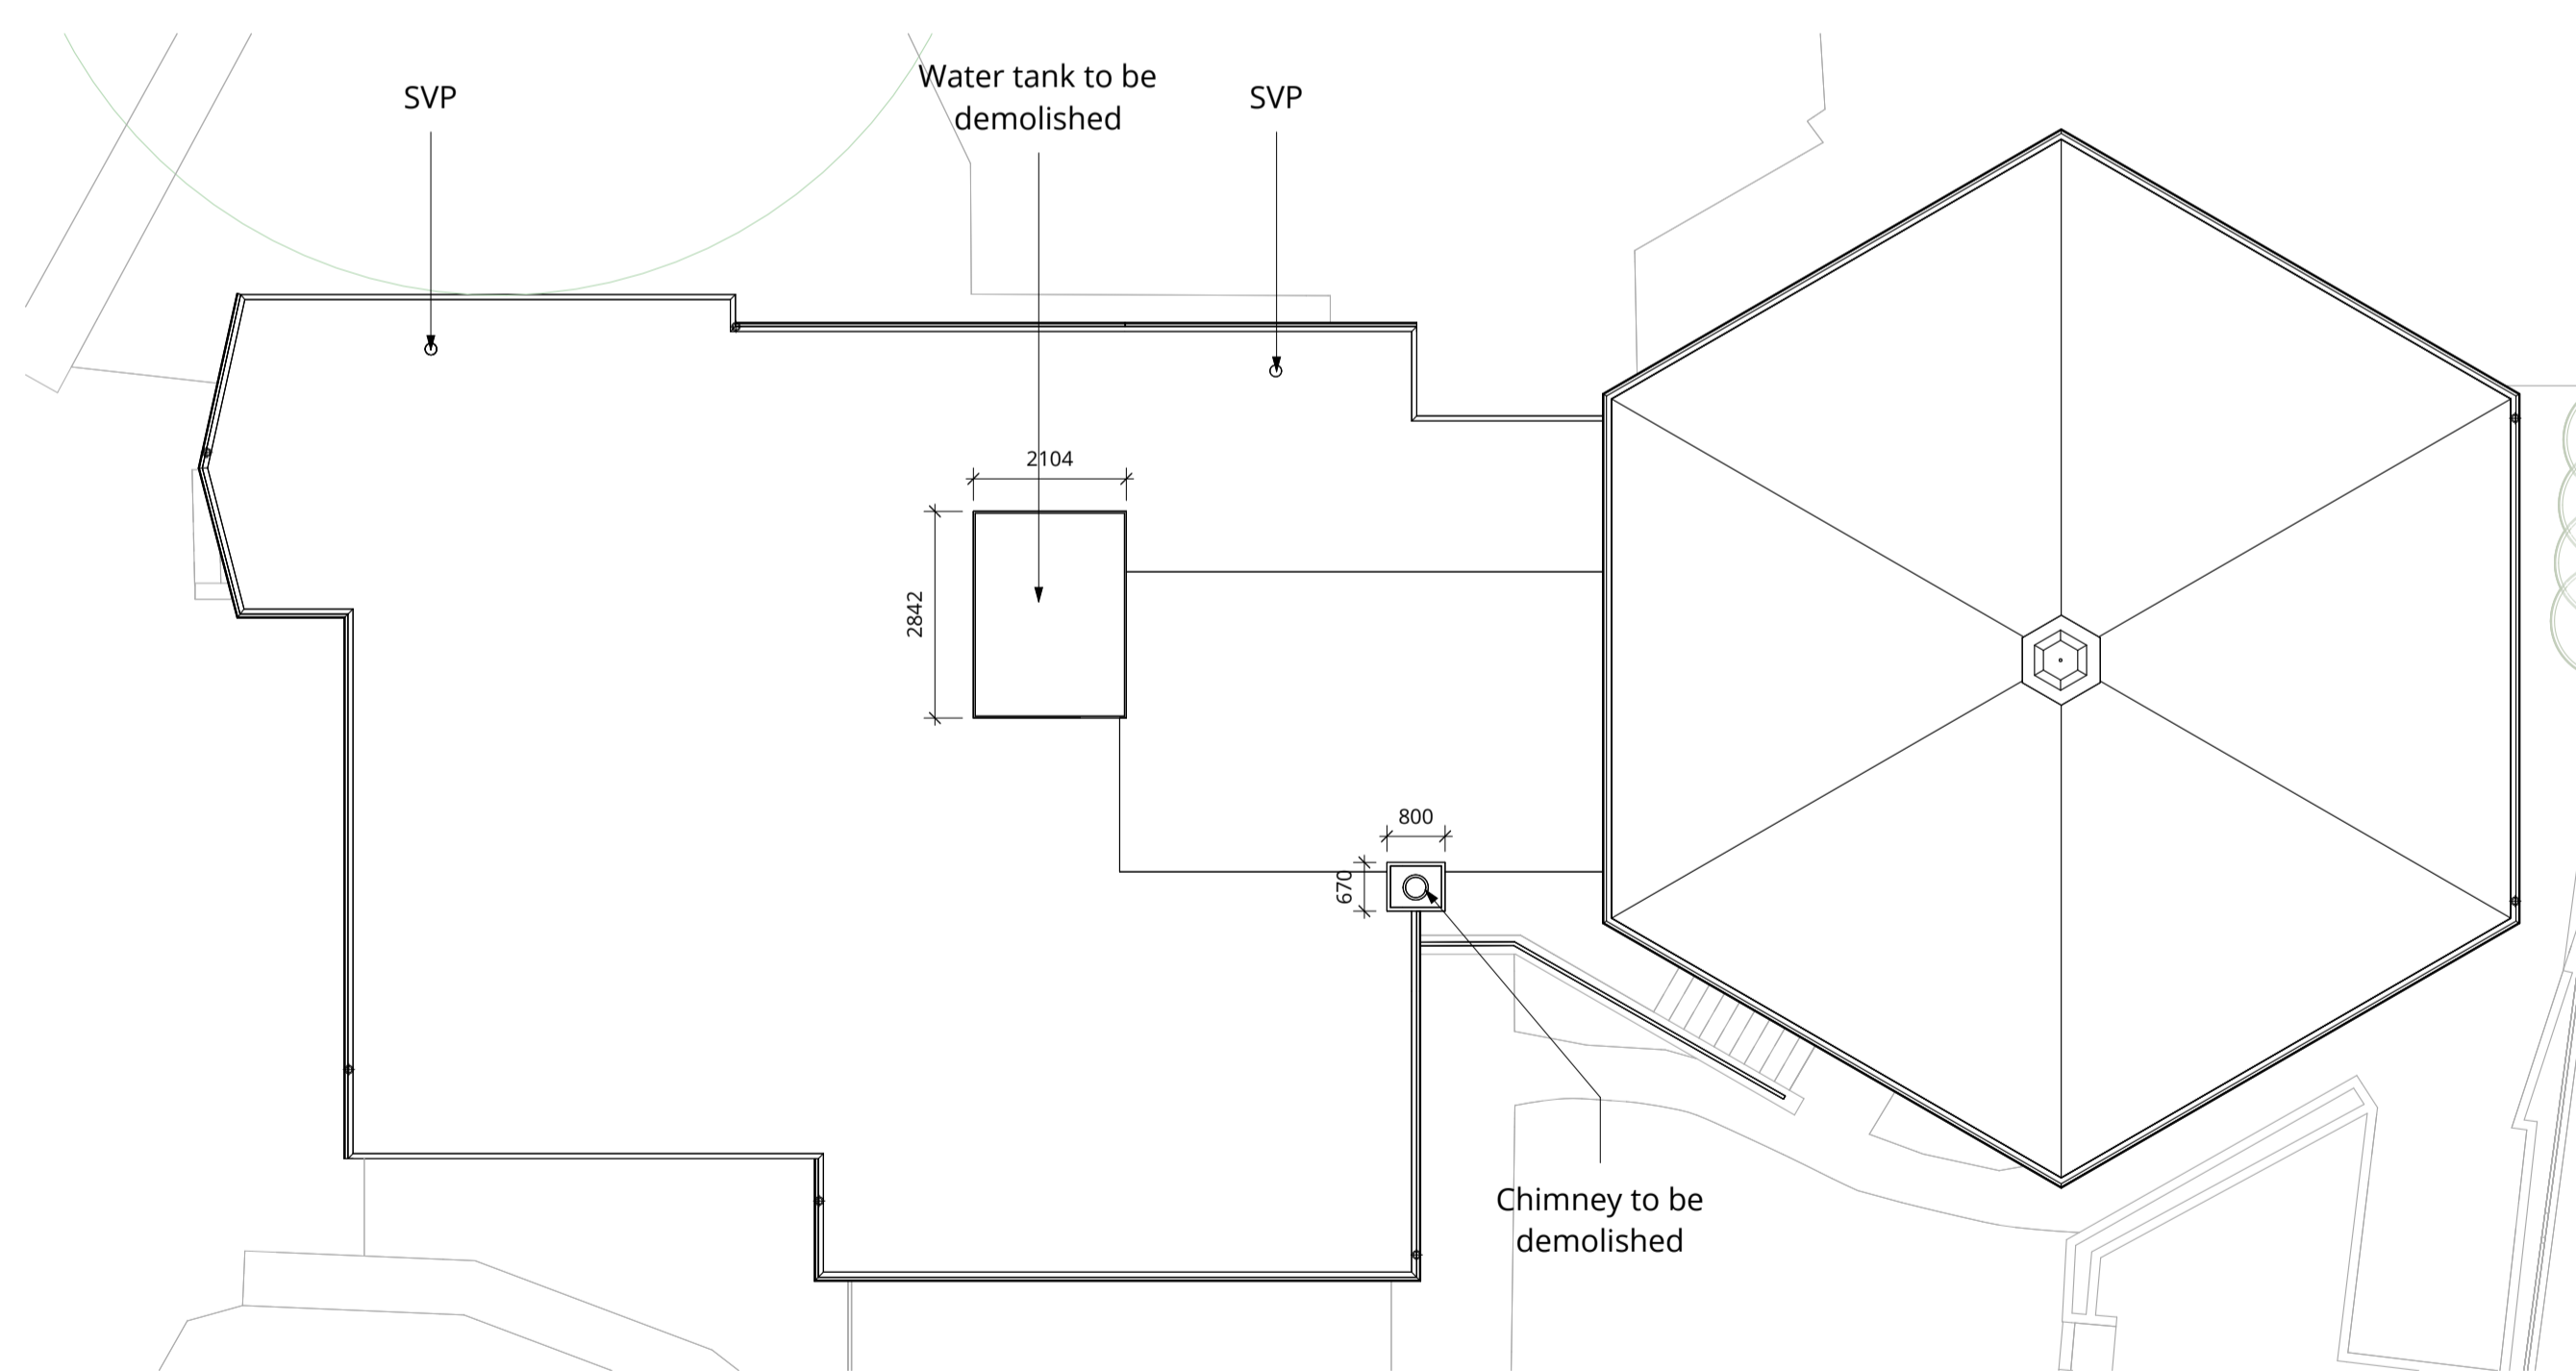 SVP
Water tank to be
demolished
SVP
2104
2842
800
670
Chimney to be
demolished